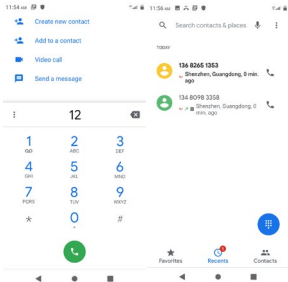 11:54 AM
Create new contact
Add to a contact
Video call
Send a message
12
1
2
ABC
3
DEF
4
GHI
5
JKL
6
MNO
7
PQRS
8
TUV
9
WXYZ
*
0
+
#
11:56 AM
Search contacts & places
TODAY
136 8265 1353
Shenzhen, Guangdong, 0 min.
ago
134 8098 3358
Shenzhen, Guangdong, 0
min. ago
Favorites
Recents
Contacts